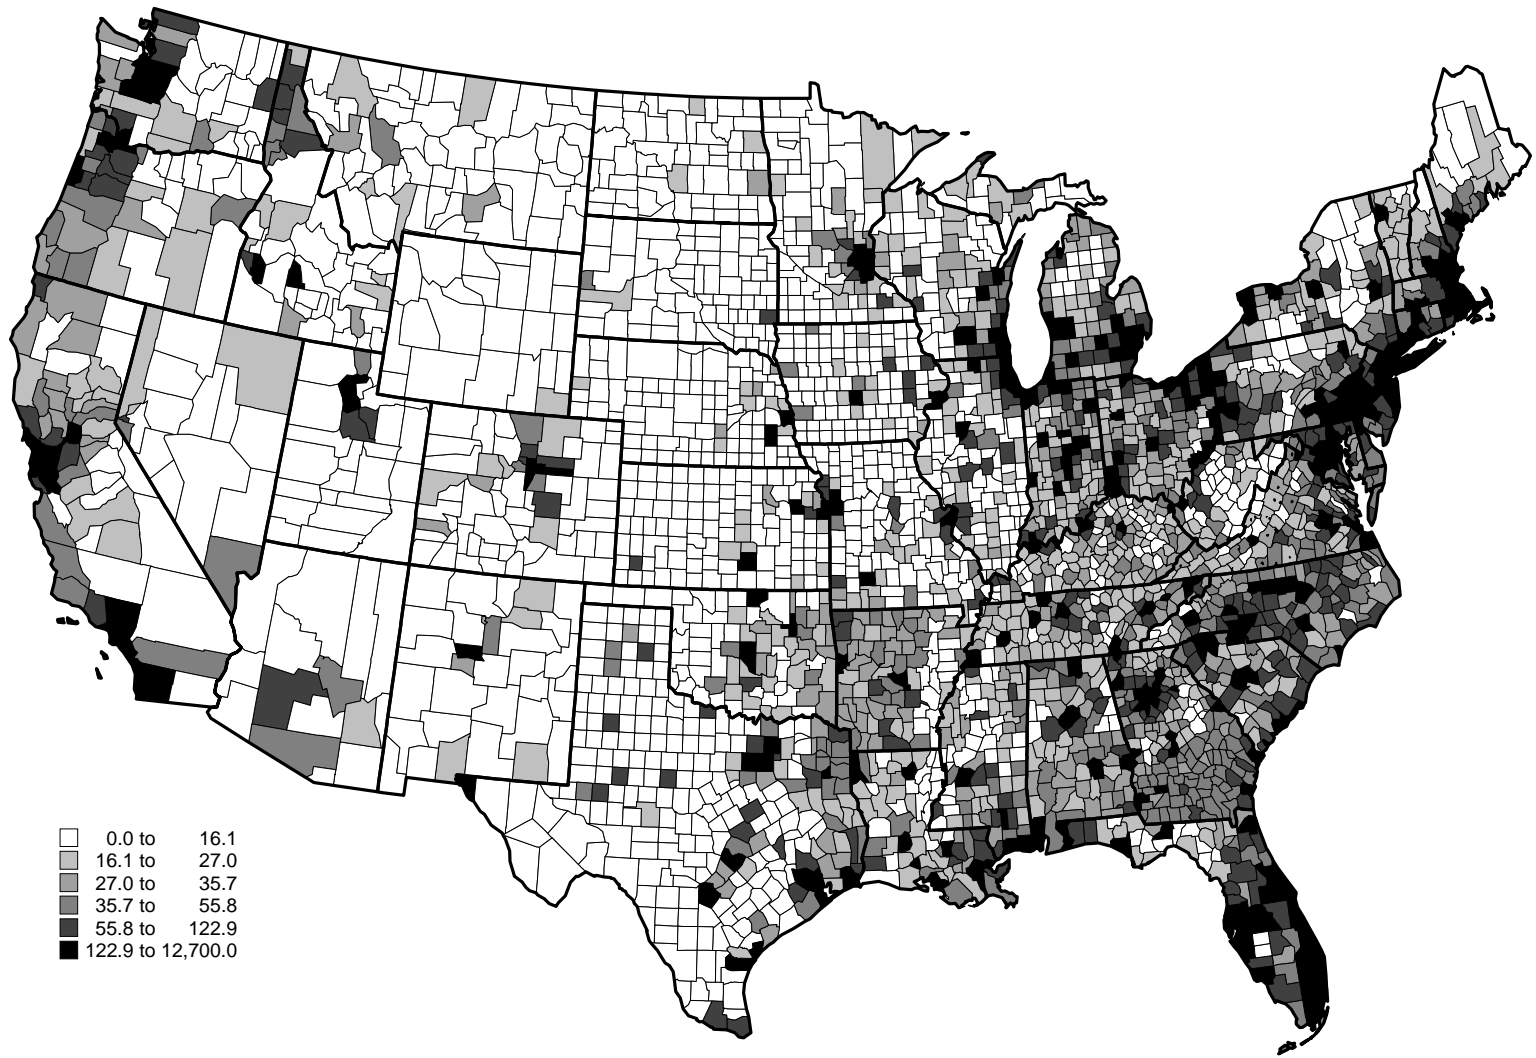 0.0 to 16.1
16.1 to 27.0
27.0 to 35.7
35.7 to 55.8
55.8 to 122.9
122.9 to 12,700.0